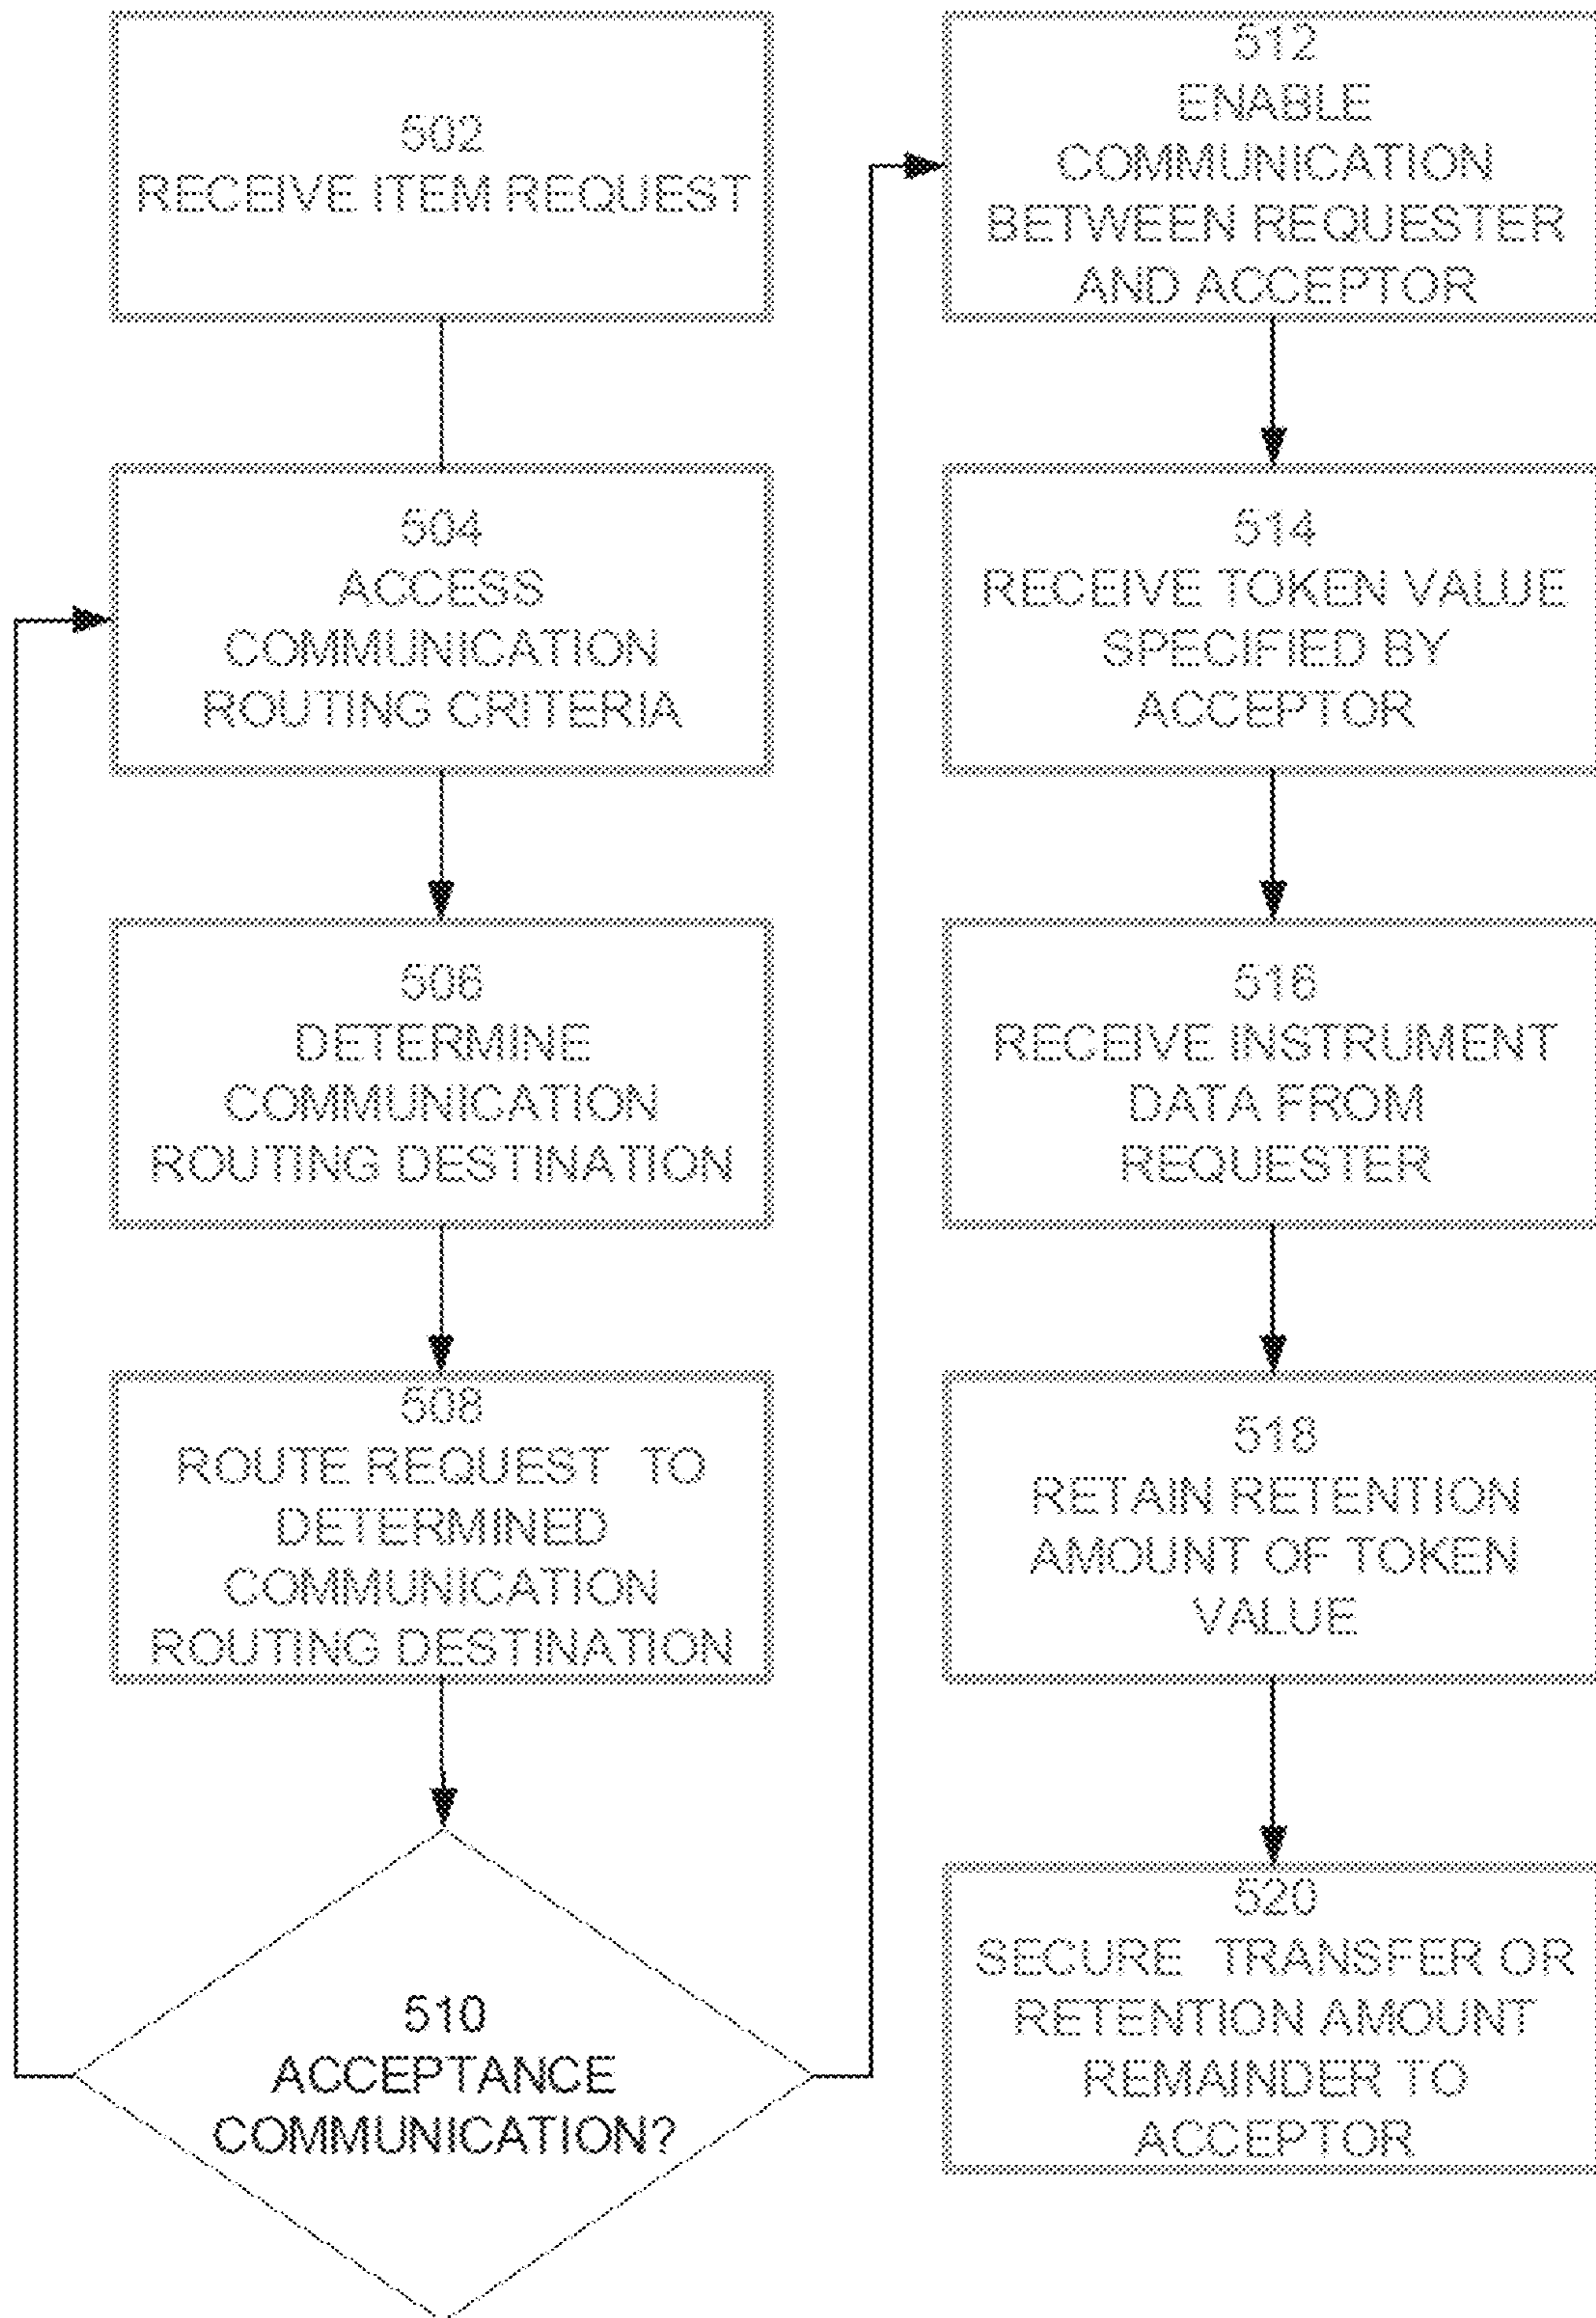 502
RECEIVE ITEM REQUEST
504
ACCESS
COMMUNICATION
ROUTING CRITERIA
506
DETERMINE
COMMUNICATION
ROUTING DESTINATION
508
ROUTE REQUEST TO
DETERMINED
COMMUNICATION
ROUTING DESTINATION
510
ACCEPTANCE
COMMUNICATION?
512
ENABLE
COMMUNICATION
BETWEEN REQUESTER
AND ACCEPTOR
514
RECEIVE TOKEN VALUE
SPECIFIED BY
ACCEPTOR
516
RECEIVE INSTRUMENT
DATA FROM
REQUESTER
518
RETAIN RETENTION
AMOUNT OF TOKEN
VALUE
520
SECURE TRANSFER OR
RETENTION AMOUNT
REMAINDER TO
ACCEPTOR